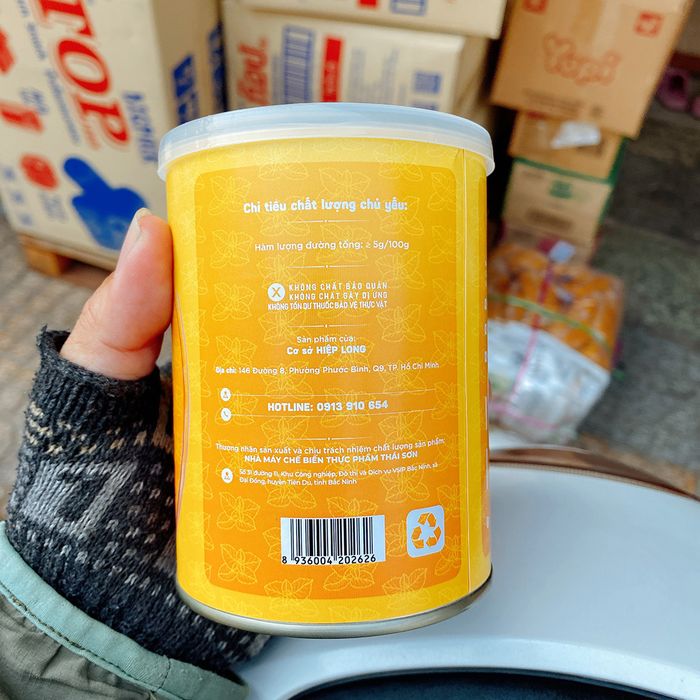 TOP
Yupi
Chỉ tiêu chất lượng chủ yếu:
Hàm lượng đường tổng: ≥ 5g/100g
KHÔNG CHẤT BẢO QUẢN
KHÔNG CHẤT GÂY DỊ ỨNG
KHÔNG TỒN DƯ THUỐC BẢO VỆ THỰC VẬT
Sản phẩm của:
Cơ sở HIỆP LONG
Địa chỉ: 146 Đường 8, Phường Phước Bình, Q9, TP. Hồ Chí Minh
HOTLINE: 0913 910 654
Thương nhân sản xuất và chịu trách nhiệm chất lượng sản phẩm:
NHÀ MÁY CHẾ BIẾN THỰC PHẨM THÁI SƠN
Số 31 đường 11, Khu Công nghiệp, Đô thị và Dịch vụ VSIP Bắc Ninh, xã
Đại Đồng, huyện Tiên Du, tỉnh Bắc Ninh
8 936004 202626